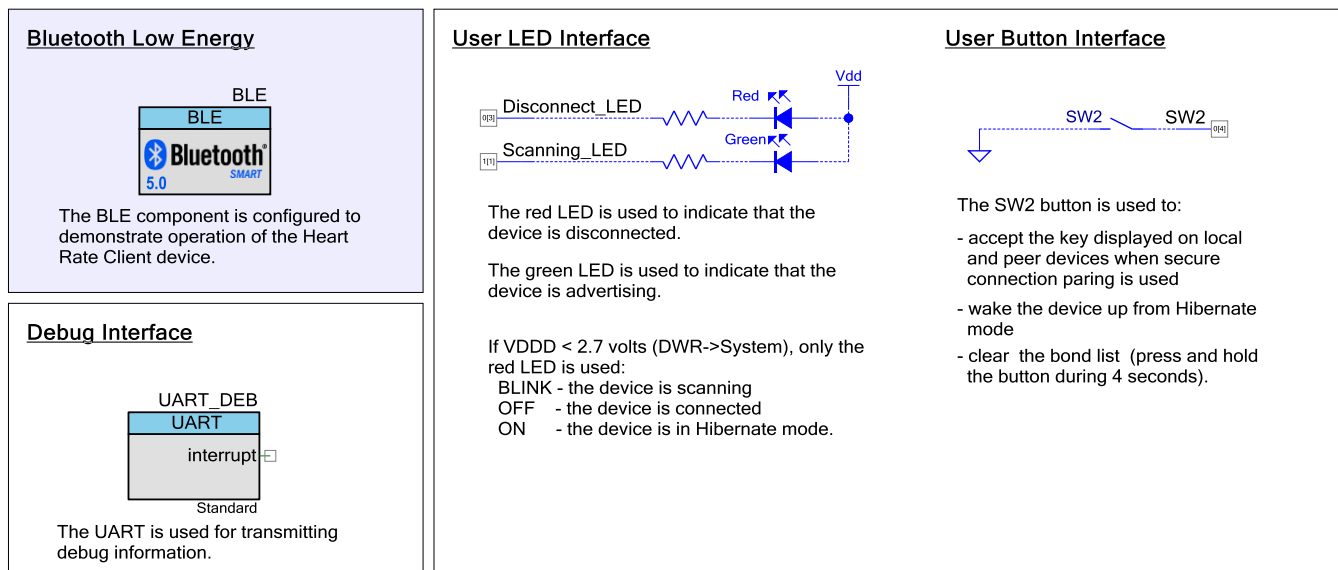 Bluetooth Low Energy
BLE
BLE
Bluetooth®
SMART
5.0
The BLE component is configured to
demonstrate operation of the Heart
Rate Client device.
Debug Interface
UART_DEB
UART
interrupt
Standard
The UART is used for transmitting
debug information.
User LED Interface
Vdd
Red
Disconnect_LED
0[3]
Green
Scanning_LED
1[1]
The red LED is used to indicate that the
device is disconnected.
The green LED is used to indicate that the
device is advertising.
If VDDD < 2.7 volts (DWR->System), only the
red LED is used:
BLINK - the device is scanning
OFF - the device is connected
ON - the device is in Hibernate mode.
User Button Interface
SW2 SW2 0[4]
The SW2 button is used to:
- accept the key displayed on local
and peer devices when secure
connection paring is used
- wake the device up from Hibernate
mode
- clear the bond list (press and hold
the button during 4 seconds).